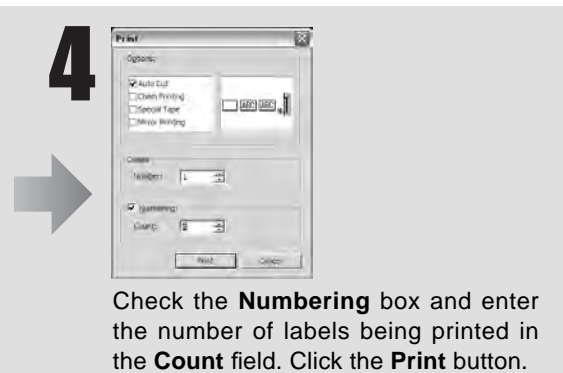 4
Print
Options:
Auto Cut
Chain Printing
Special Tape
Mirror Printing
ABC ABC
Copies
Number: 1
Numbering:
Count:
Print Cancel
Check the Numbering box and enter
the number of labels being printed in
the Count field. Click the Print button.